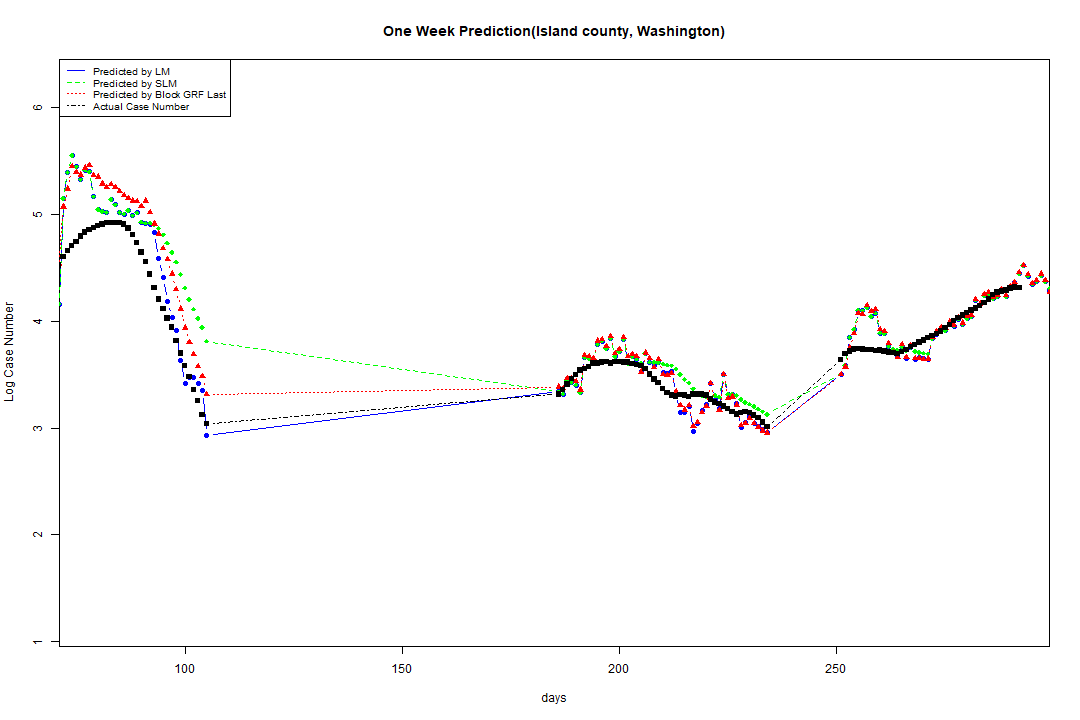 One Week Prediction(Island county, Washington)
Predicted by LM
Predicted by SLM
Predicted by Block GRF Last
Actual Case Number
Log Case Number
6
5
4
3
2
1
100
150
200
250
days